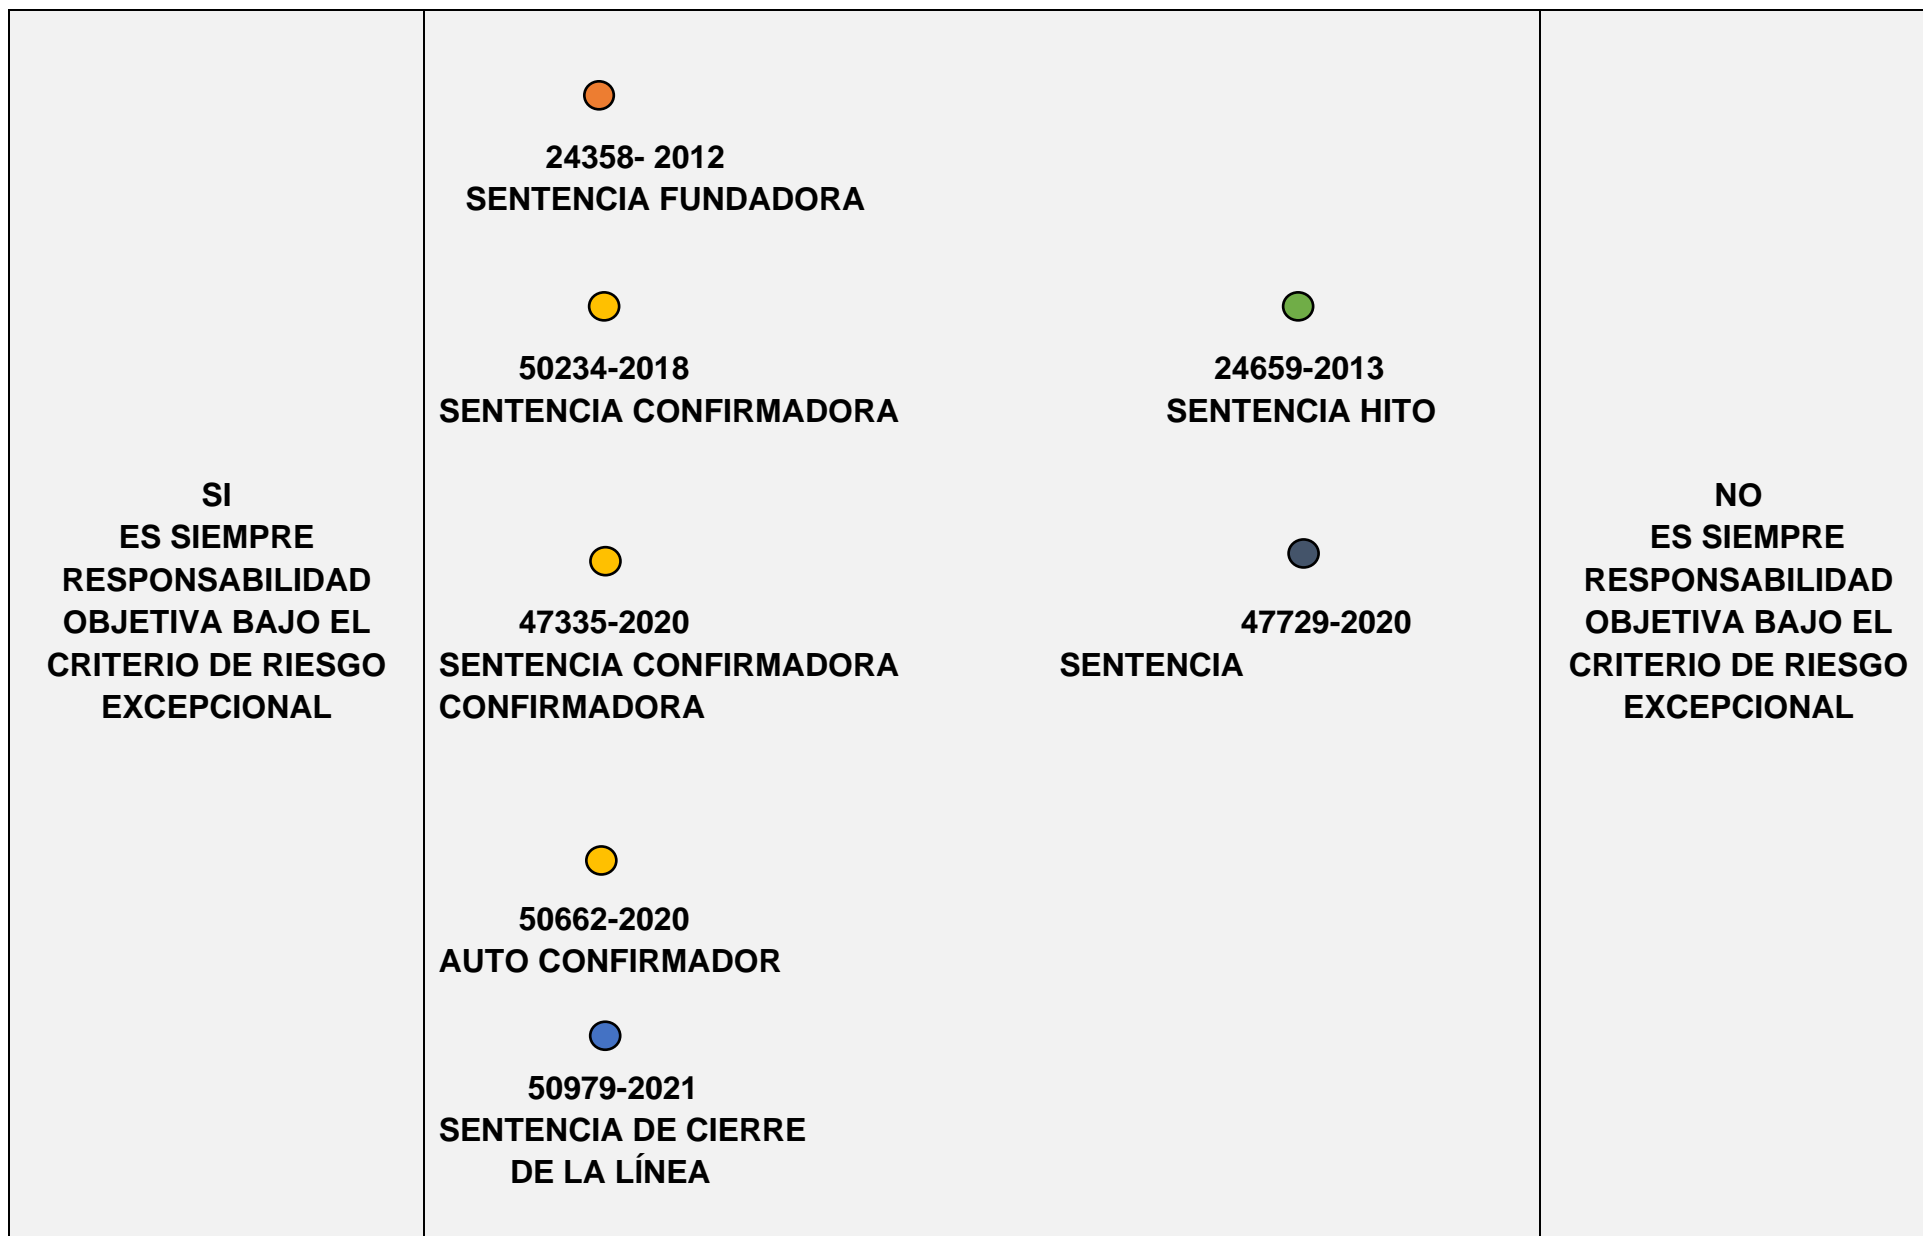 SI
ES SIEMPRE
RESPONSABILIDAD
OBJETIVA BAJO EL
CRITERIO DE RIESGO
EXCEPCIONAL
24358- 2012
SENTENCIA FUNDADORA
50234-2018
SENTENCIA CONFIRMADORA
24659-2013
SENTENCIA HITO
47335-2020
47729-2020
SENTENCIA CONFIRMADORA
SENTENCIA
CONFIRMADORA
50662-2020
AUTO CONFIRMADOR
50979-2021
SENTENCIA DE CIERRE
DE LA LÍNEA
NO
ES SIEMPRE
RESPONSABILIDAD
OBJETIVA BAJO EL
CRITERIO DE RIESGO
EXCEPCIONAL